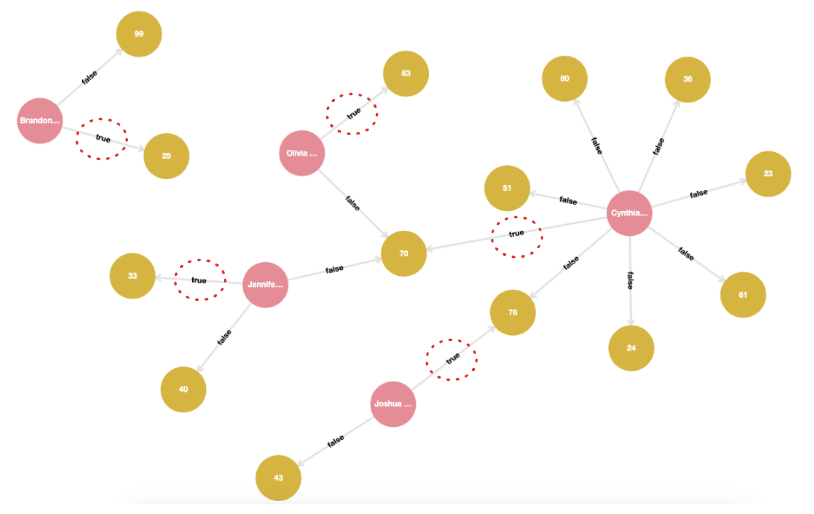 99
false
Brandon...
true
25
83
true
Olivia ...
false
80
36
false
false
23
false
51
false
Cynthia...
true
70
false
false
false
61
24
33
true
Jennife...
false
false
40
76
true
Joshua ...
false
43